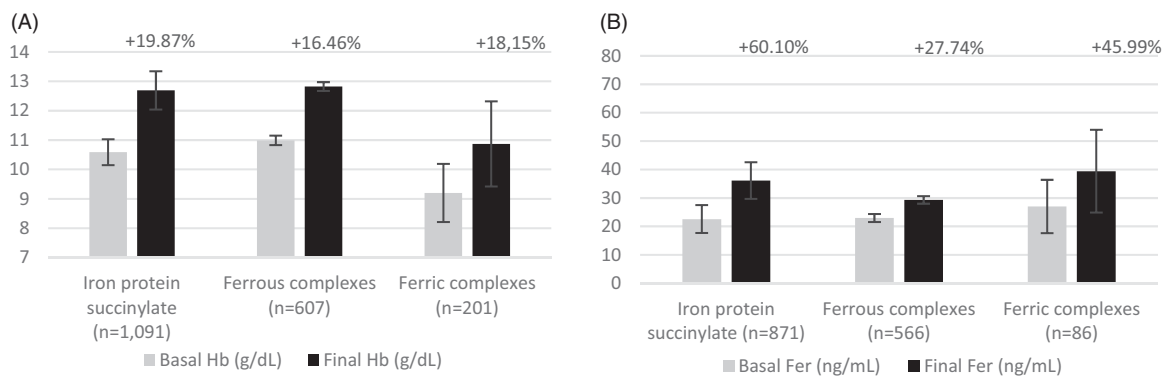 (A)
+19.87% +16.46% +18,15%
14
13
12
11
10
9
8
7
Iron protein succinylate (n=1,091)
Ferrous complexes (n=607)
Ferric complexes (n=201)
Basal Hb (g/dL) Final Hb (g/dL)
(B)
+60.10% +27.74% +45.99%
80
70
60
50
40
30
20
10
0
Iron protein succinylate (n=871)
Ferrous complexes (n=566)
Ferric complexes (n=86)
Basal Fer (ng/mL) Final Fer (ng/mL)